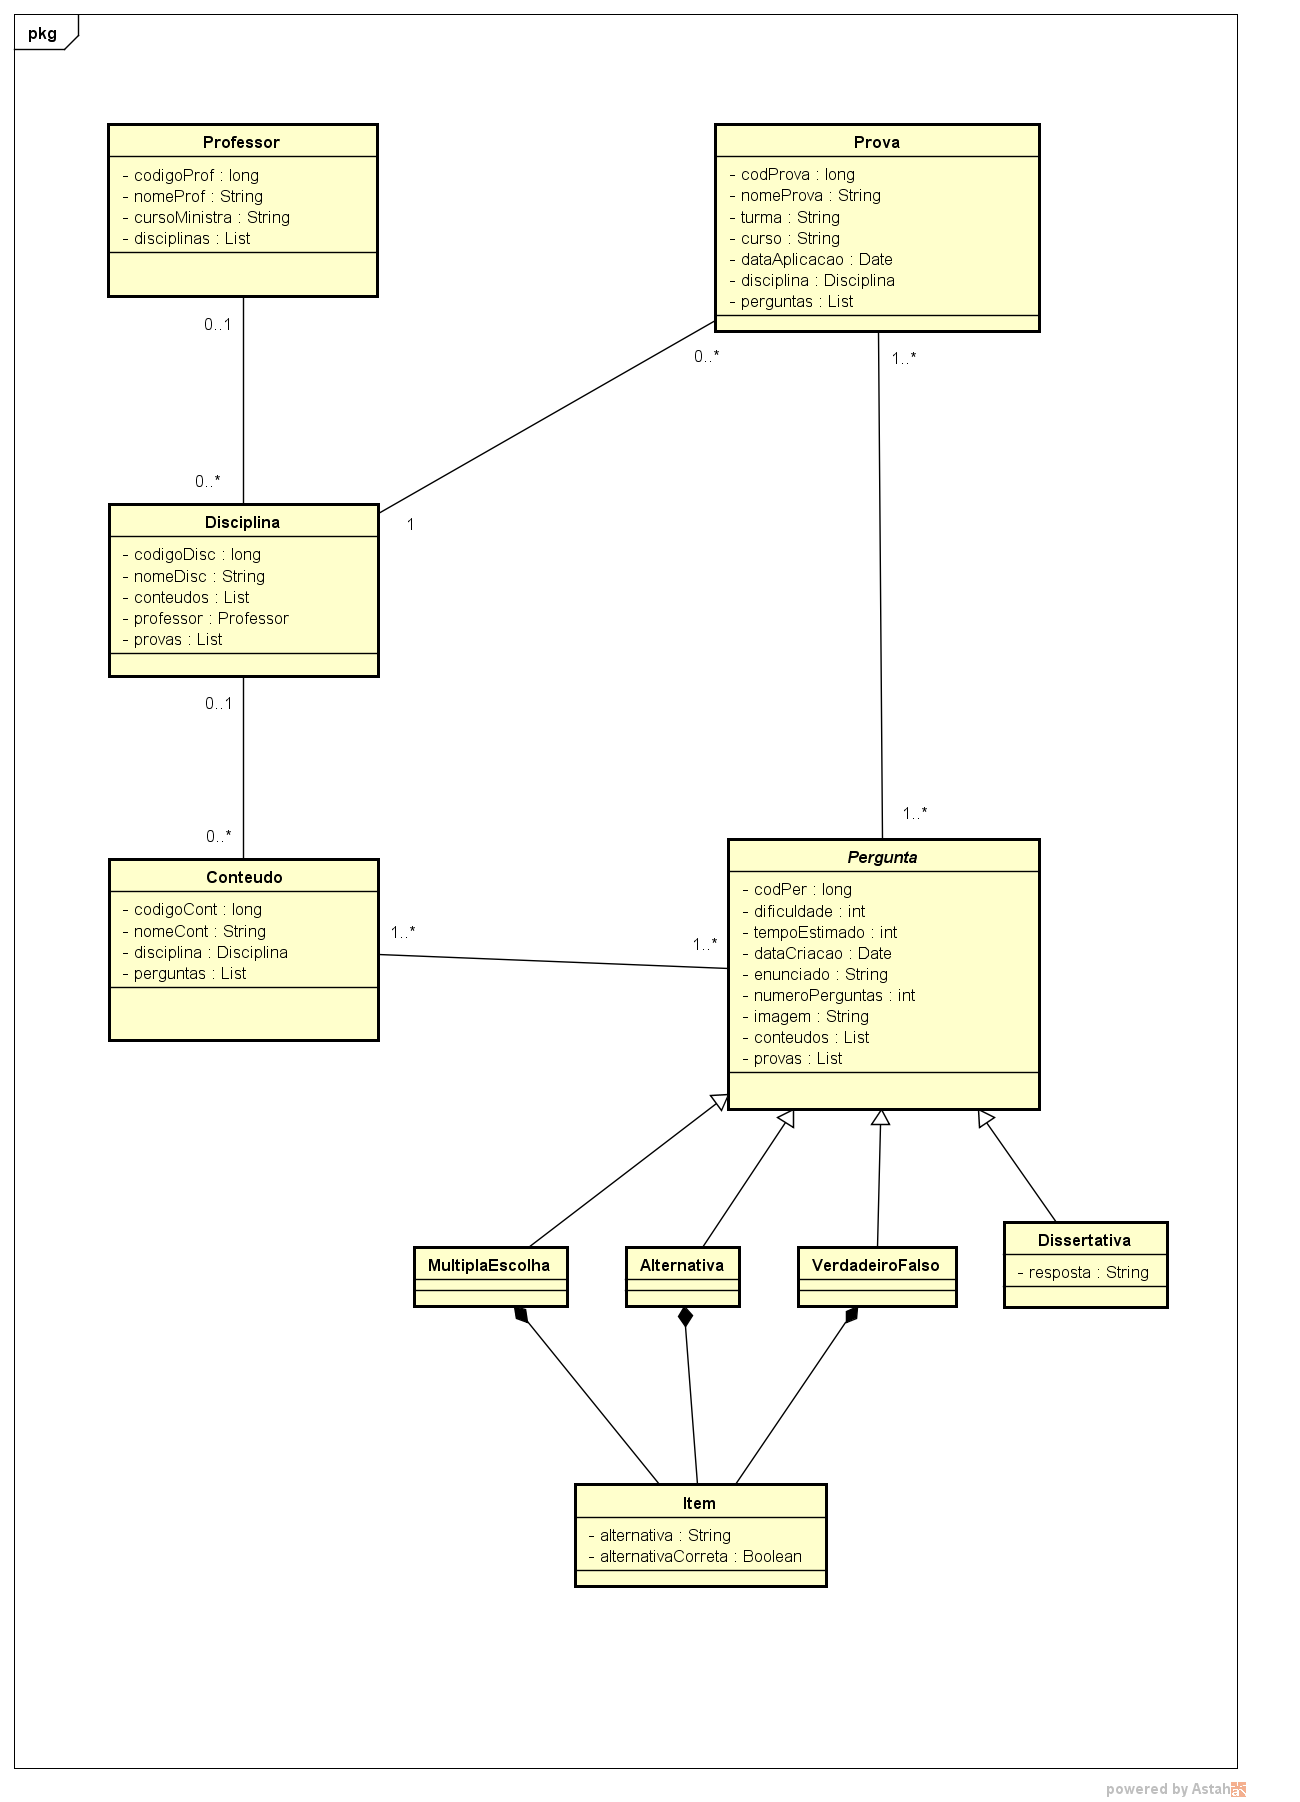 pkg
Professor
- codigoProf : long
- nomeProf : String
- cursoMinistra : String
- disciplinas : List
Prova
- codProva : long
- nomeProva : String
- turma : String
- curso : String
- dataAplicacao : Date
- disciplina : Disciplina
- perguntas : List
0..1
0..*
1..*
0..*
1
Disciplina
- codigoDisc : long
- nomeDisc : String
- conteudos : List
- professor : Professor
- provas : List
0..1
0..*
1..*
Conteudo
- codigoCont : long
- nomeCont : String
- disciplina : Disciplina
- perguntas : List
1..*
1..*
Pergunta
- codPer : long
- dificuldade : int
- tempoEstimado : int
- dataCriacao : Date
- enunciado : String
- numeroPerguntas : int
- imagem : String
- conteudos : List
- provas : List
MultiplaEscolha
Alternativa
VerdadeiroFalso
Dissertativa
- resposta : String
Item
- alternativa : String
- alternativaCorreta : Boolean
powered by Astah